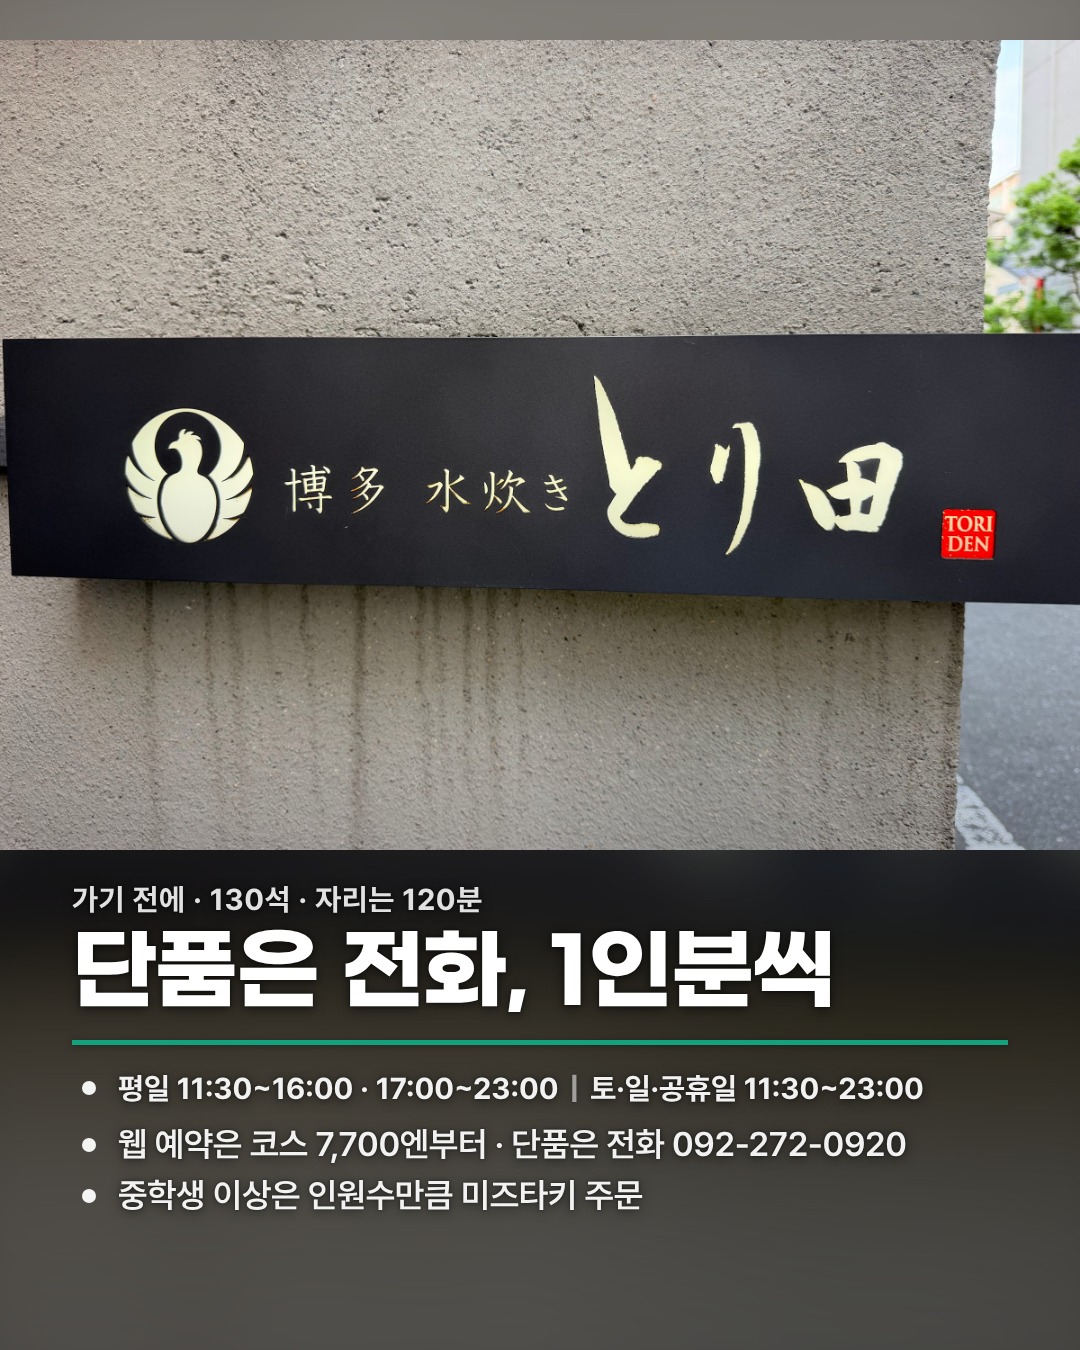 博多 水炊き とり田
TORI
DEN
가기 전에 · 130석 · 자리는 120분
단품은 전화, 1인분씩
평일 11:30~16:00 · 17:00~23:00 | 토·일·공휴일 11:30~23:00
웹 예약은 코스 7,700엔부터 · 단품은 전화 092-272-0920
중학생 이상은 인원수만큼 미즈타키 주문